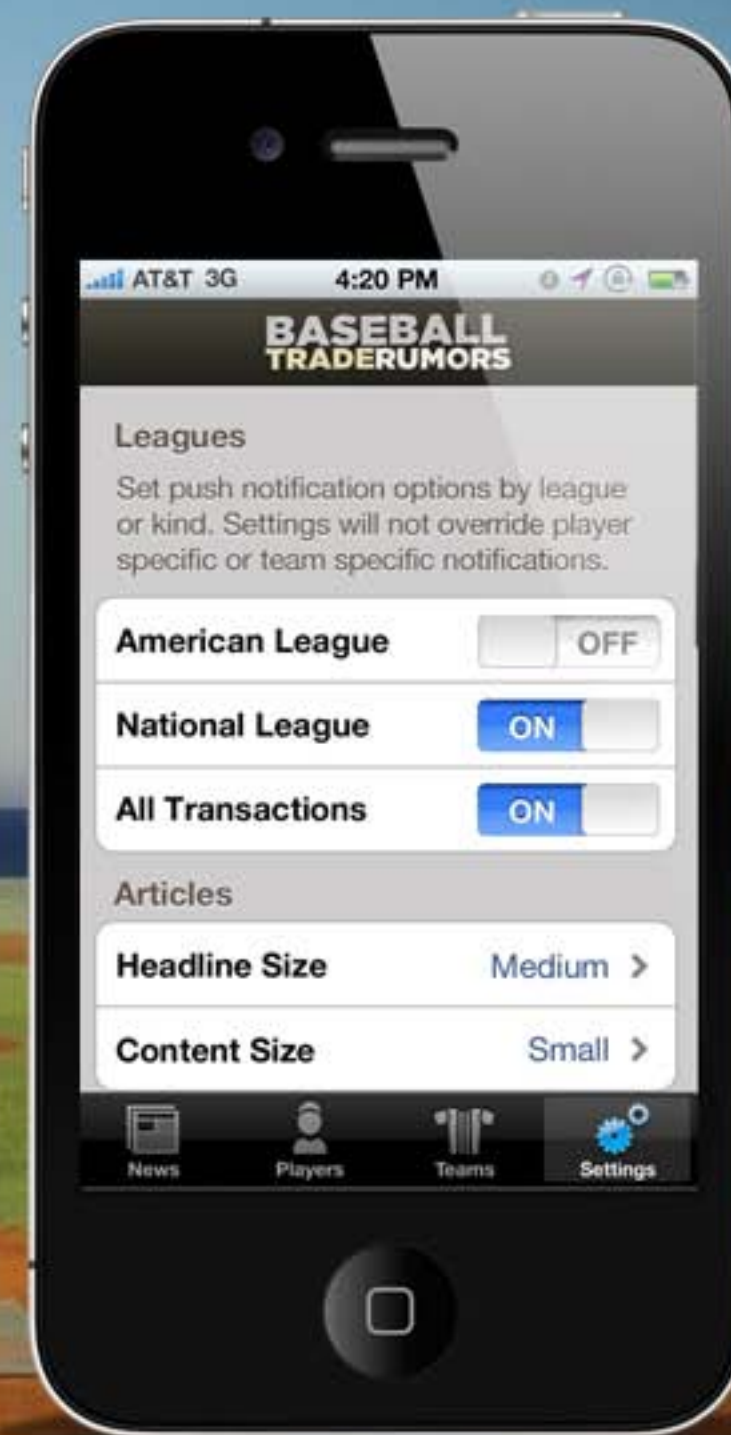 AT&T 3G 4:20 PM
BASEBALL
TRADERUMORS
Leagues
Set push notification options by league
or kind. Settings will not override player
specific or team specific notifications.
American League OFF
National League ON
All Transactions ON
Articles
Headline Size Medium >
Content Size Small >
News Players Teams Settings